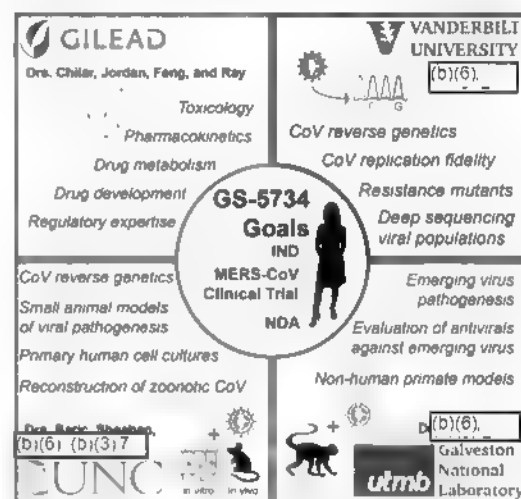 GILEAD
Drs. Chilar, Jordan, Feng, and Ray
Toxicology
Pharmacokinetics
Drug metabolism
Drug development
Regulatory expertise
VANDERBILT
UNIVERSITY
(b)(6),
CoV reverse genetics
CoV replication fidelity
Resistance mutants
Deep sequencing
viral populations
GS-5734
Goals
IND
MERS-CoV
Clinical Trial
NDA
CoV reverse genetics
Small animal models
of viral pathogenesis
Primary human cell cultures
Reconstruction of zoonotic CoV
Drs. Baric, Sheahan,
(b)(6) (b)(3):7
UNC
+
in vitro in vivo
Emerging virus
pathogenesis
Evaluation of antivirals
against emerging virus
Non-human primate models
+
(b)(6),
utmb
Galveston
National
Laboratory